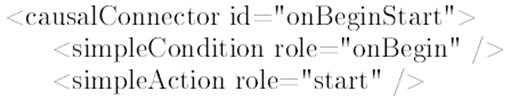 <causalConnector id="onBeginStart">
<simpleCondition role="onBegin" />
<simpleAction role="start" />